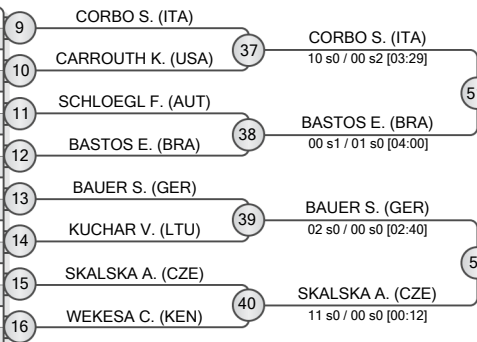 9
CORBO S. (ITA)
10
CARROUTH K. (USA)
11
SCHLOEGL F. (AUT)
12
BASTOS E. (BRA)
13
BAUER S. (GER)
14
KUCHAR V. (LTU)
15
SKALSKA A. (CZE)
16
WEKESA C. (KEN)
37
CORBO S. (ITA)
10 s0 / 00 s2 [03:29]
38
BASTOS E. (BRA)
00 s1 / 01 s0 [04:00]
39
BAUER S. (GER)
02 s0 / 00 s0 [02:40]
40
SKALSKA A. (CZE)
11 s0 / 00 s0 [00:12]